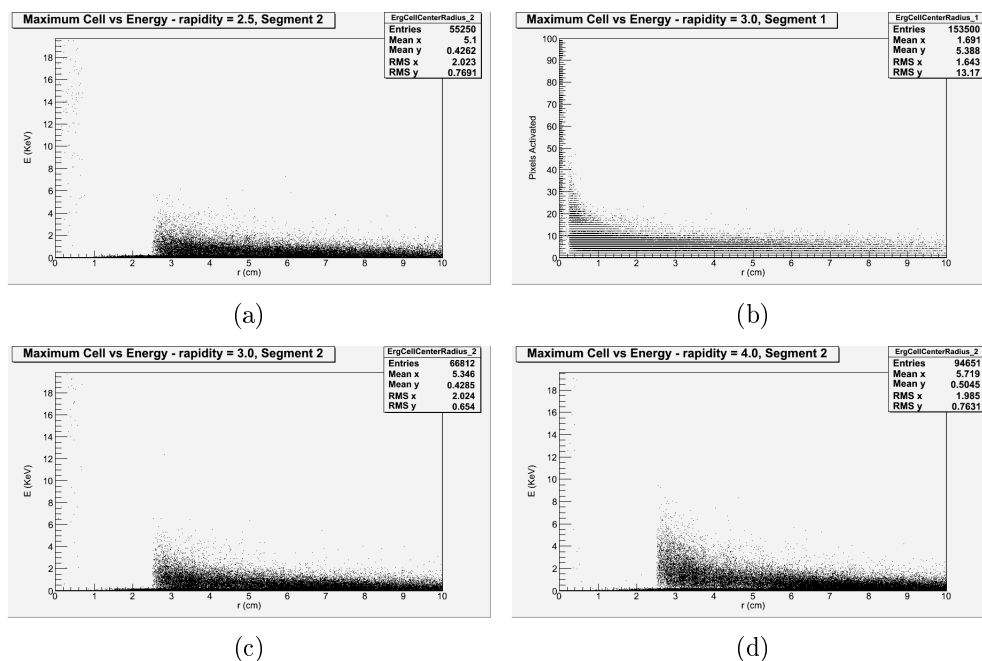 Maximum Cell vs Energy - rapidity = 2.5, Segment 2
ErgCellCenterRadius_2
Entries 55250
Mean x 5.1
Mean y 0.4262
RMS x 2.023
RMS y 0.7691
E (KeV)
18
16
14
12
10
8
6
4
2
0
0 1 2 3 4 5 6 7 8 9 10
r (cm)
(a)
Maximum Cell vs Energy - rapidity = 3.0, Segment 1
ErgCellCenterRadius_1
Entries 153500
Mean x 1.691
Mean y 5.388
RMS x 1.643
RMS y 13.17
Pixels Activated
100
90
80
70
60
50
40
30
20
10
0
0 1 2 3 4 5 6 7 8 9 10
r (cm)
(b)
Maximum Cell vs Energy - rapidity = 3.0, Segment 2
ErgCellCenterRadius_2
Entries 66812
Mean x 5.346
Mean y 0.4285
RMS x 2.024
RMS y 0.654
E (KeV)
18
16
14
12
10
8
6
4
2
0
0 1 2 3 4 5 6 7 8 9 10
r (cm)
(c)
Maximum Cell vs Energy - rapidity = 4.0, Segment 2
ErgCellCenterRadius_2
Entries 94651
Mean x 5.719
Mean y 0.5045
RMS x 1.985
RMS y 0.7631
E (KeV)
18
16
14
12
10
8
6
4
2
0
0 1 2 3 4 5 6 7 8 9 10
r (cm)
(d)